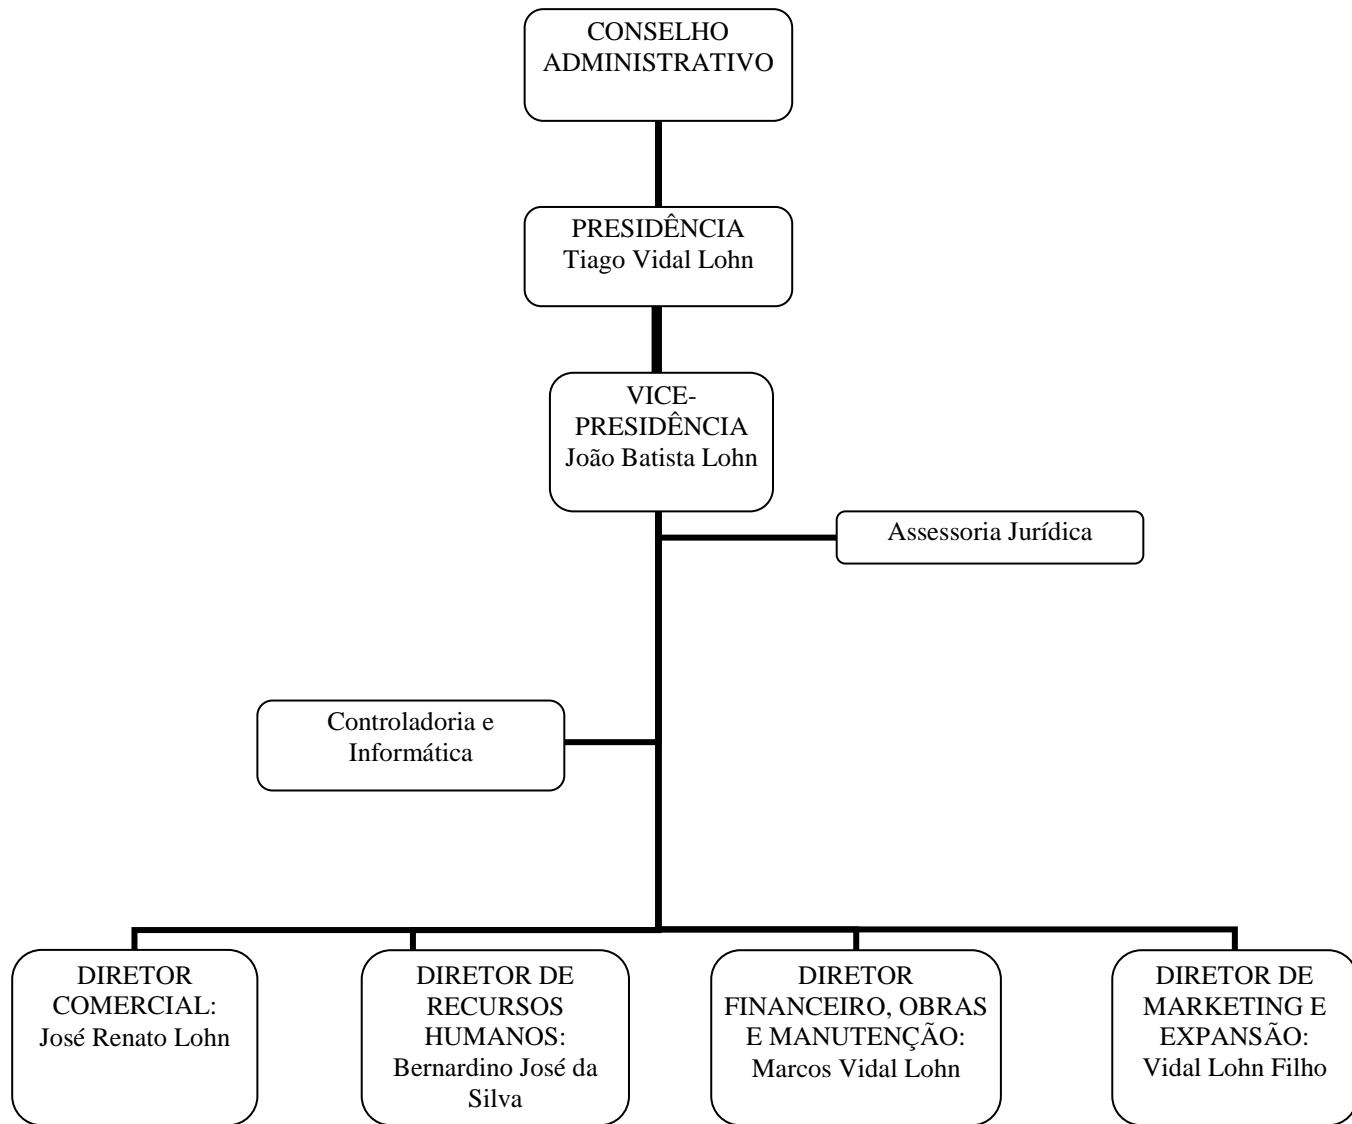 CONSELHO
ADMINISTRATIVO
PRESIDÊNCIA
Tiago Vidal Lohn
VICE-
PRESIDÊNCIA
João Batista Lohn
Assessoria Jurídica
Controladoria e
Informática
DIRETOR
COMERCIAL:
José Renato Lohn
DIRETOR DE
RECURSOS
HUMANOS:
Bernardino José da
Silva
DIRETOR
FINANCEIRO, OBRAS
E MANUTENÇÃO:
Marcos Vidal Lohn
DIRETOR DE
MARKETING E
EXPANSÃO:
Vidal Lohn Filho